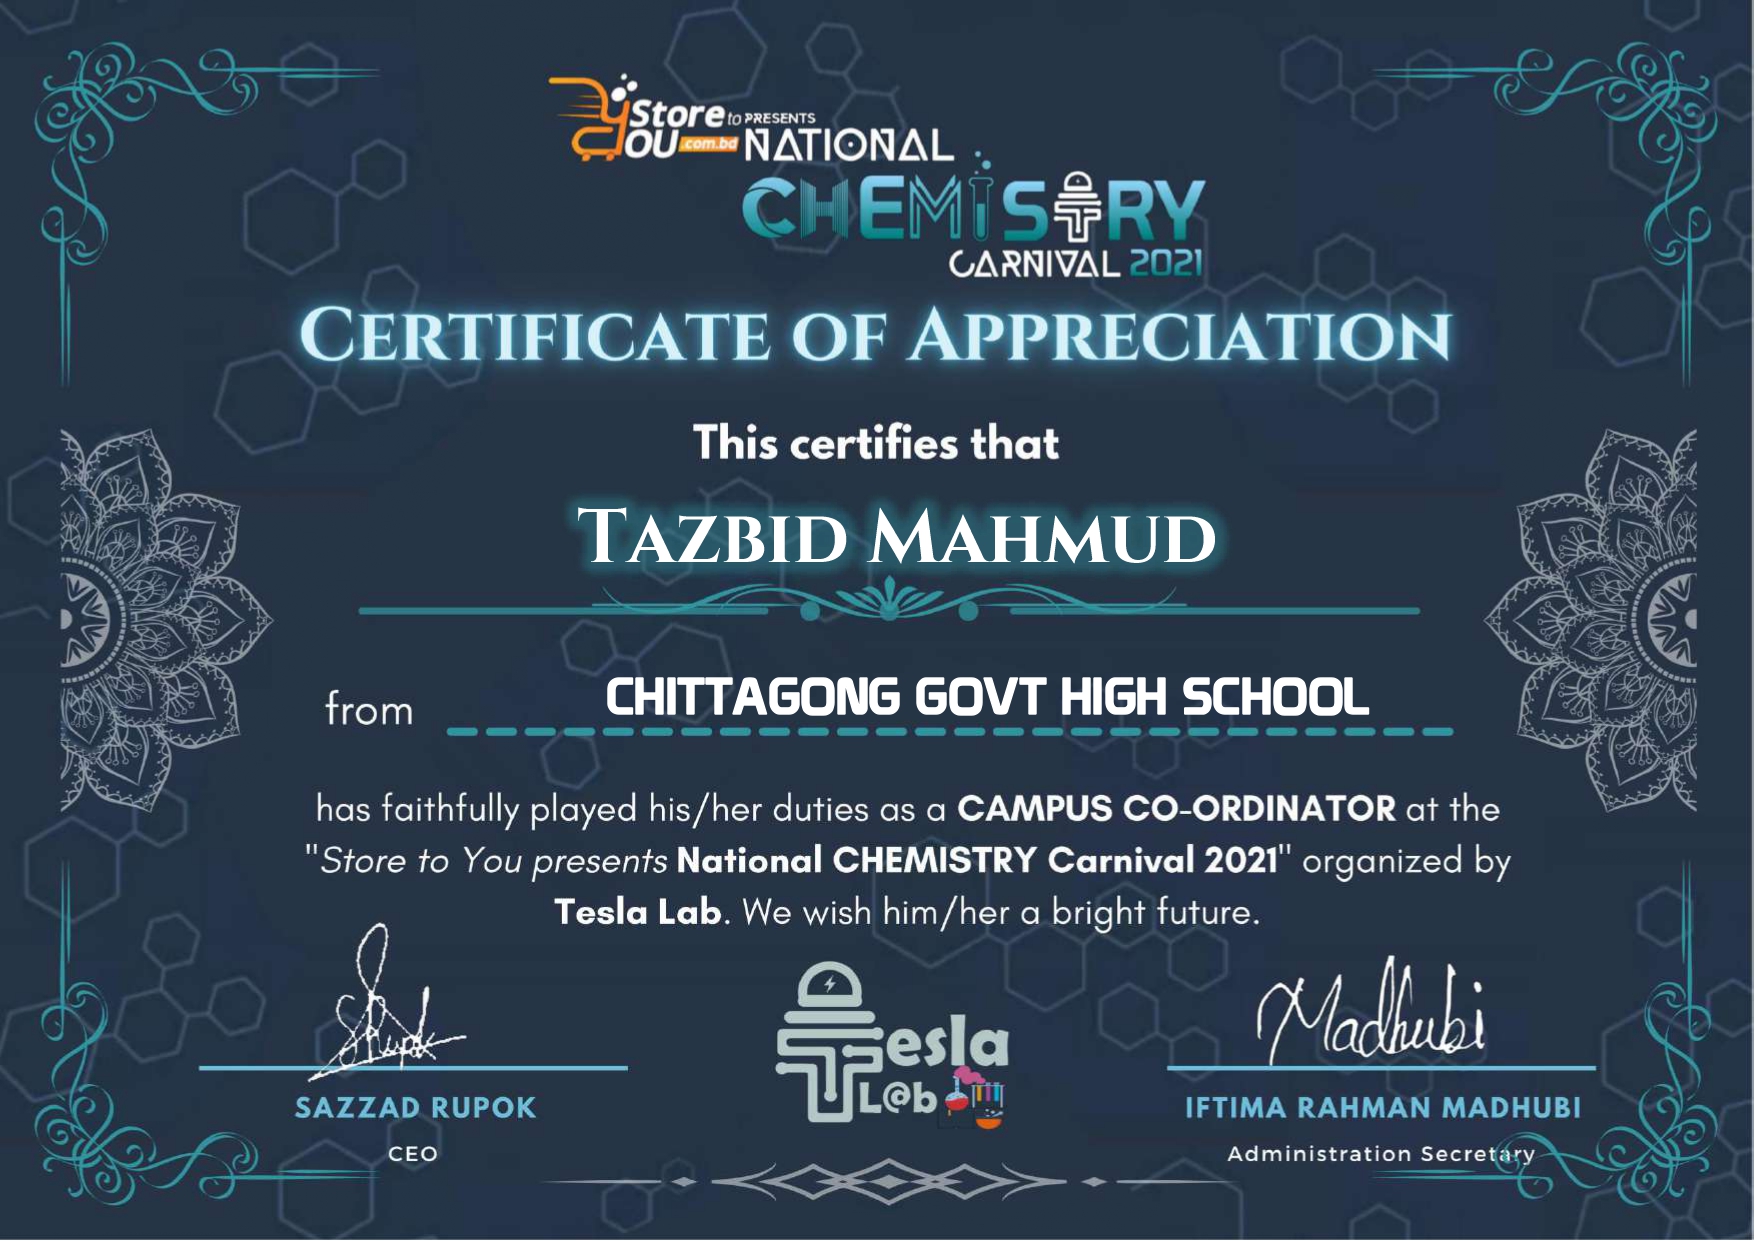 Store to PRESENTS
YOU .com.bd NATIONAL
CHEMISTRY
CARNIVAL 2021
CERTIFICATE OF APPRECIATION
This certifies that
TAZBID MAHMUD
from CHITTAGONG GOVT HIGH SCHOOL
has faithfully played his/her duties as a CAMPUS CO-ORDINATOR at the
"Store to You presents National CHEMISTRY Carnival 2021" organized by
Tesla Lab. We wish him/her a bright future.
Rupok
Madhubi
Tesla
L@b
SAZZAD RUPOK
IFTIMA RAHMAN MADHUBI
CEO
Administration Secretary